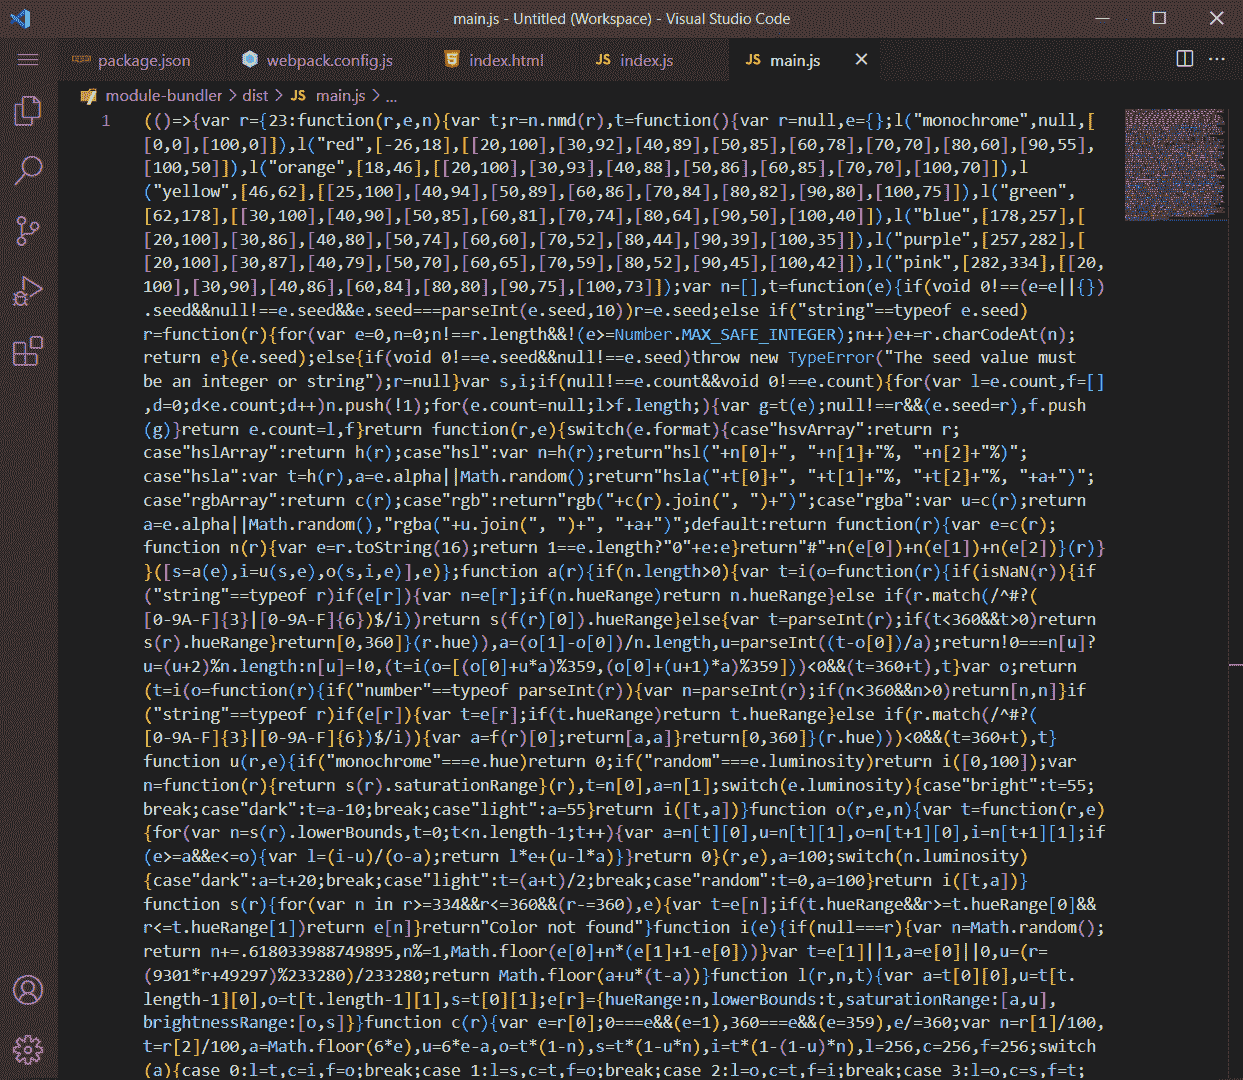 main.js - Untitled (Workspace) - Visual Studio Code
package.json webpack.config.js index.html JS index.js JS main.js
module-bundler > dist > JS main.js > ...
1 (()=>{var r={23:function(r,e,n){var t;r=n.nmd(r),t=function(){var r=null,e={};l("monochrome",null,[
[0,0],[100,0]]),l("red",[-26,18],[[20,100],[30,92],[40,89],[50,85],[60,78],[70,70],[80,60],[90,55],
[100,50]]),l("orange",[18,46],[[20,100],[30,93],[40,88],[50,86],[60,85],[70,70],[100,70]]),l
("yellow",[46,62],[[25,100],[40,94],[50,89],[60,86],[70,84],[80,82],[90,80],[100,75]]),l("green",
[62,178],[[30,100],[40,90],[50,85],[60,81],[70,74],[80,64],[90,50],[100,40]]),l("blue",[178,257],[
[20,100],[30,86],[40,80],[50,74],[60,60],[70,52],[80,44],[90,39],[100,35]]),l("purple",[257,282],[
[20,100],[30,87],[40,79],[50,70],[60,65],[70,59],[80,52],[90,45],[100,42]]),l("pink",[282,334],[[20,
100],[30,90],[40,86],[60,84],[80,80],[90,75],[100,73]]);var n=[],t=function(e){if(void 0!==(e=e||{})
.seed&&null!==e.seed&&e.seed===parseInt(e.seed,10))r=e.seed;else if("string"==typeof e.seed)
r=function(r){for(var e=0,n=0;n!==r.length&&!(e>=Number.MAX_SAFE_INTEGER);n++)e+=r.charCodeAt(n);
return e}(e.seed);else{if(void 0!==e.seed&&null!==e.seed)throw new TypeError("The seed value must
be an integer or string");r=null}var s,i;if(null!==e.count&&void 0!==e.count){for(var l=e.count,f=[]
,d=0;d<e.count;d++)n.push(!1);for(e.count=null;l>f.length;){var g=t(e);null!==r&&(e.seed=r),f.push
(g)}return e.count=l,f}return function(r,e){switch(e.format){case"hsvArray":return r;
case"hslArray":return h(r);case"hsl":var n=h(r);return"hsl("+n[0]+", "+n[1]+"%, "+n[2]+"%)";
case"hsla":var t=h(r),a=e.alpha||Math.random();return"hsla("+t[0]+", "+t[1]+"%, "+t[2]+"%, "+a+")";
case"rgbArray":return c(r);case"rgb":return"rgb("+c(r).join(", ")+")";case"rgba":var u=c(r);return
a=e.alpha||Math.random(),"rgba("+u.join(", ")+", "+a+")";default:return function(r){var e=c(r);
function n(r){var e=r.toString(16);return 1==e.length?"0"+e:e}return"#"+n(e[0])+n(e[1])+n(e[2])}(r)}
}([s=a(e),i=u(s,e),o(s,i,e)],e)};function a(r){if(n.length>0){var t=i(o=function(r){if(isNaN(r)){if
("string"==typeof r)if(e[r]){var n=e[r];if(n.hueRange)return n.hueRange}else if(r.match(/^#?(
[0-9A-F]{3}|[0-9A-F]{6})$/i))return s(f(r)[0]).hueRange}else{var t=parseInt(r);if(t<360&&t>0)return
s(r).hueRange}return[0,360]}(r.hue)),a=(o[1]-o[0])/n.length,u=parseInt((t-o[0])/a);return!0===n[u]?
u=(u+2)%n.length:n[u]=!0,(t=i(o=[(o[0]+u*a)%359,(o[0]+(u+1)*a)%359]))<0&&(t=360+t),t}var o;return
(t=i(o=function(r){if("number"==typeof parseInt(r)){var n=parseInt(r);if(n<360&&n>0)return[n,n]}if
("string"==typeof r)if(e[r]){var t=e[r];if(t.hueRange)return t.hueRange}else if(r.match(/^#?(
[0-9A-F]{3}|[0-9A-F]{6})$/i)){var a=f(r)[0];return[a,a]}return[0,360]}(r.hue)))<0&&(t=360+t),t}
function u(r,e){if("monochrome"===e.hue)return 0;if("random"===e.luminosity)return i([0,100]);var
n=function(r){return s(r).saturationRange}(r),t=n[0],a=n[1];switch(e.luminosity){case"bright":t=55;
break;case"dark":t=a-10;break;case"light":a=55}return i([t,a])}function o(r,e,n){var t=function(r,e)
{for(var n=s(r).lowerBounds,t=0;t<n.length-1;t++){var a=n[t][0],u=n[t][1],o=n[t+1][0],i=n[t+1][1];if
(e>=a&&e<=o){var l=(i-u)/(o-a);return l*e+(u-l*a)}}return 0}(r,e),a=100;switch(n.luminosity)
{case"dark":a=t+20;break;case"light":t=(a+t)/2;break;case"random":t=0,a=100}return i([t,a])}
function s(r){for(var n in r>=334&&r<=360&&(r-=360),e){var t=e[n];if(t.hueRange&&r>=t.hueRange[0]&&
r<=t.hueRange[1])return e[n]}return"Color not found"}function i(e){if(null===r){var n=Math.random();
return n+=.618033988749895,n%=1,Math.floor(e[0]+n*(e[1]+1-e[0]))}var t=e[1]||1,a=e[0]||0,u=(r=
(9301*r+49297)%233280)/233280;return Math.floor(a+u*(t-a))}function l(r,n,t){var a=t[0][0],u=t[t.
length-1][0],o=t[t.length-1][1],s=t[0][1];e[r]={hueRange:n,lowerBounds:t,saturationRange:[a,u],
brightnessRange:[o,s]}}function c(r){var e=r[0];0===e&&(e=1),360===e&&(e=359),e/=360;var n=r[1]/100,
t=r[2]/100,a=Math.floor(6*e),u=6*e-a,o=t*(1-n),s=t*(1-u*n),i=t*(1-(1-u)*n),l=256,c=256,f=256;switch
(a){case 0:l=t,c=i,f=o;break;case 1:l=s,c=t,f=o;break;case 2:l=o,c=t,f=i;break;case 3:l=o,c=s,f=t;